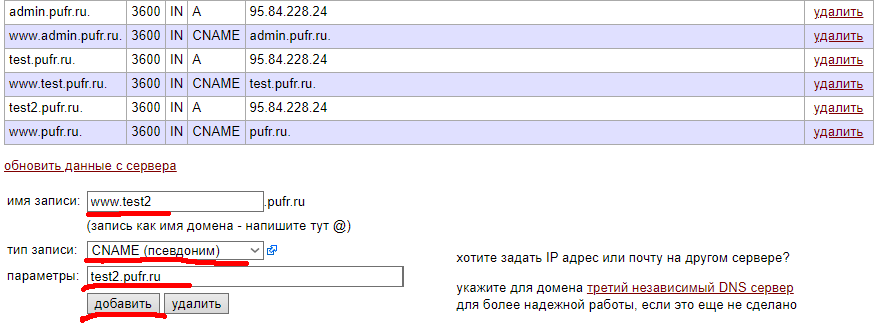 admin.pufr.ru. 3600 IN A 95.84.228.24 удалить
www.admin.pufr.ru. 3600 IN CNAME admin.pufr.ru. удалить
test.pufr.ru. 3600 IN A 95.84.228.24 удалить
www.test.pufr.ru. 3600 IN CNAME test.pufr.ru. удалить
test2.pufr.ru. 3600 IN A 95.84.228.24 удалить
www.pufr.ru. 3600 IN CNAME pufr.ru. удалить
обновить данные с сервера
имя записи: www.test2 .pufr.ru
(запись как имя домена - напишите тут @)
тип записи: CNAME (псевдоним)
параметры: test2.pufr.ru
добавить удалить
хотите задать IP адрес или почту на другом сервере?
укажите для домена третий независимый DNS сервер
для более надежной работы, если это еще не сделано